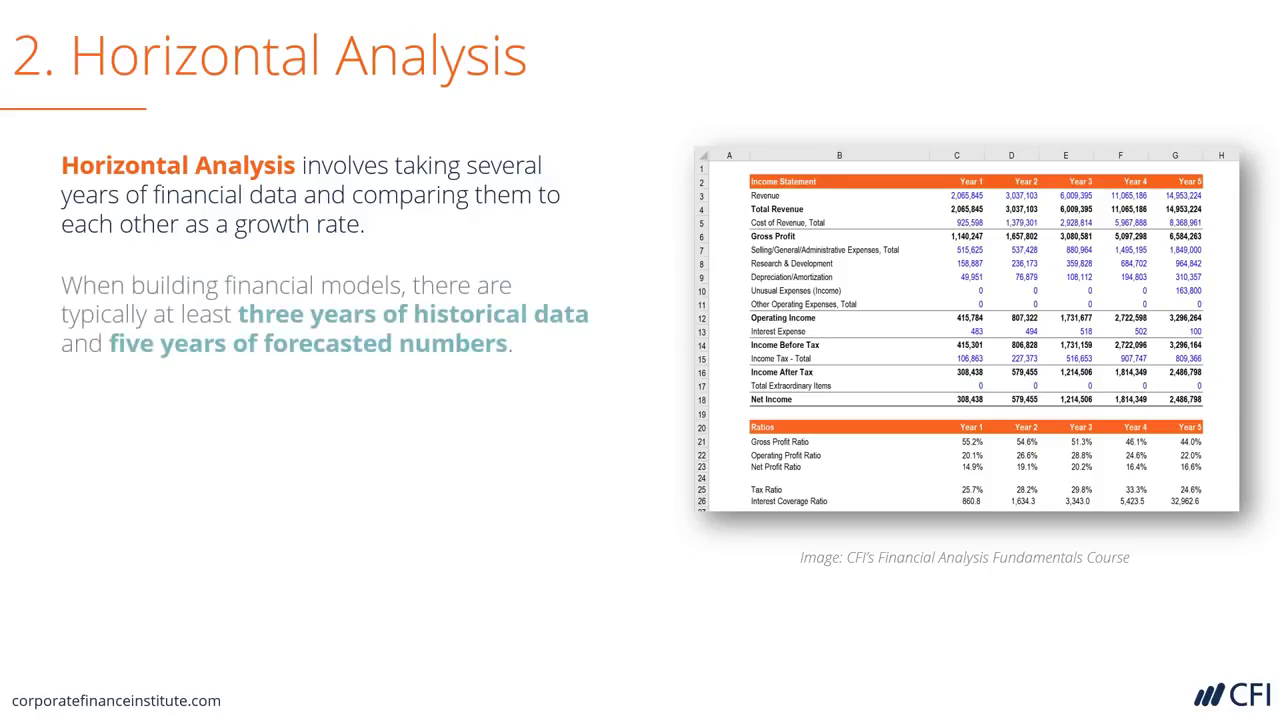 2. Horizontal Analysis
Horizontal Analysis involves taking several
years of financial data and comparing them to
each other as a growth rate.
When building financial models, there are
typically at least three years of historical data
and five years of forecasted numbers.
A B C D E F G H
1
2 Income Statement Year 1 Year 2 Year 3 Year 4 Year 5
3 Revenue 2,065,845 3,037,103 6,009,395 11,065,186 14,953,224
4 Total Revenue 2,065,845 3,037,103 6,009,395 11,065,186 14,953,224
5 Cost of Revenue, Total 925,598 1,379,301 2,928,814 5,967,888 8,368,961
6 Gross Profit 1,140,247 1,657,802 3,080,581 5,097,298 6,584,263
7 Selling/General/Administrative Expenses, Total 515,625 537,428 880,964 1,495,195 1,849,000
8 Research & Development 158,887 236,173 359,828 684,702 964,842
9 Depreciation/Amortization 49,951 76,879 108,112 194,803 310,357
10 Unusual Expenses (Income) 0 0 0 0 163,800
11 Other Operating Expenses, Total 0 0 0 0 0
12 Operating Income 415,784 807,322 1,731,677 2,722,598 3,296,264
13 Interest Expense 483 494 518 502 100
14 Income Before Tax 415,301 806,828 1,731,159 2,722,096 3,296,164
15 Income Tax - Total 106,863 227,373 516,653 907,747 809,366
16 Income After Tax 308,438 579,455 1,214,506 1,814,349 2,486,798
17 Total Extraordinary Items 0 0 0 0 0
18 Net Income 308,438 579,455 1,214,506 1,814,349 2,486,798
19
20 Ratios Year 1 Year 2 Year 3 Year 4 Year 5
21 Gross Profit Ratio 55.2% 54.6% 51.3% 46.1% 44.0%
22 Operating Profit Ratio 20.1% 26.6% 28.8% 24.6% 22.0%
23 Net Profit Ratio 14.9% 19.1% 20.2% 16.4% 16.6%
24
25 Tax Ratio 25.7% 28.2% 29.8% 33.3% 24.6%
26 Interest Coverage Ratio 860.8 1,634.3 3,343.0 5,423.5 32,962.6
Image: CFI's Financial Analysis Fundamentals Course
corporatefinanceinstitute.com
CFI